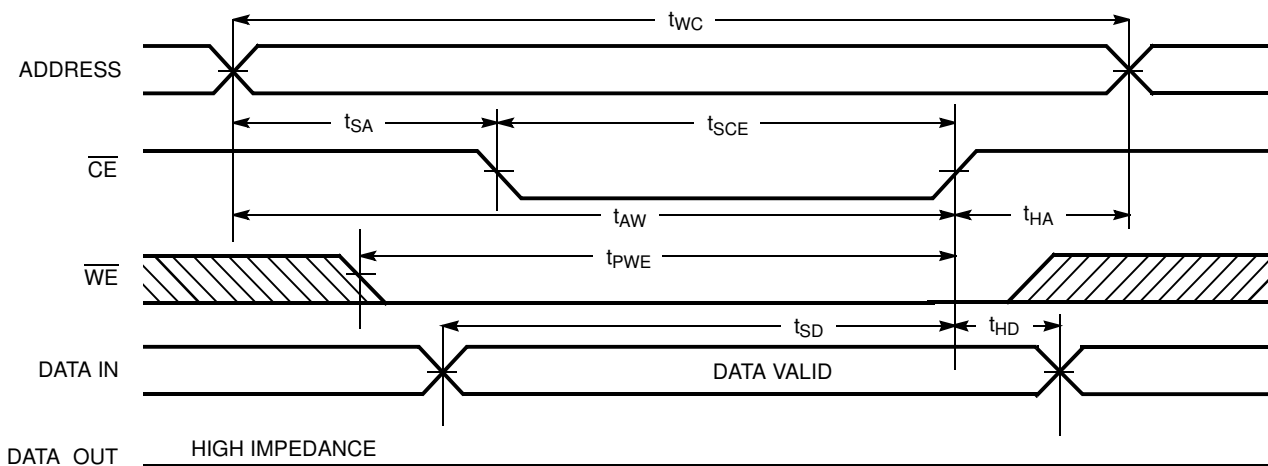 tWC
ADDRESS
tSA
tSCE
CE
tAW
tHA
WE
tPWE
tSD
tHD
DATA IN
DATA VALID
DATA OUT
HIGH IMPEDANCE